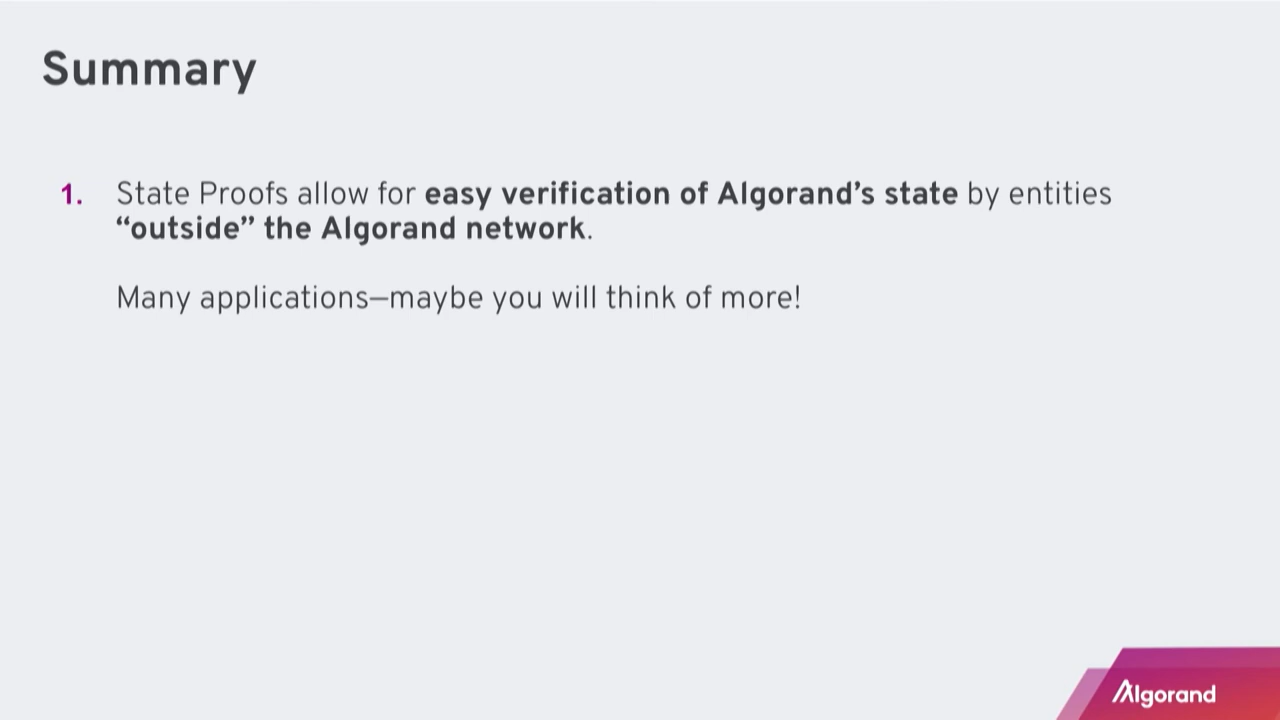 Summary
1. State Proofs allow for easy verification of Algorand’s state by entities
“outside” the Algorand network.
Many applications—maybe you will think of more!
Algorand